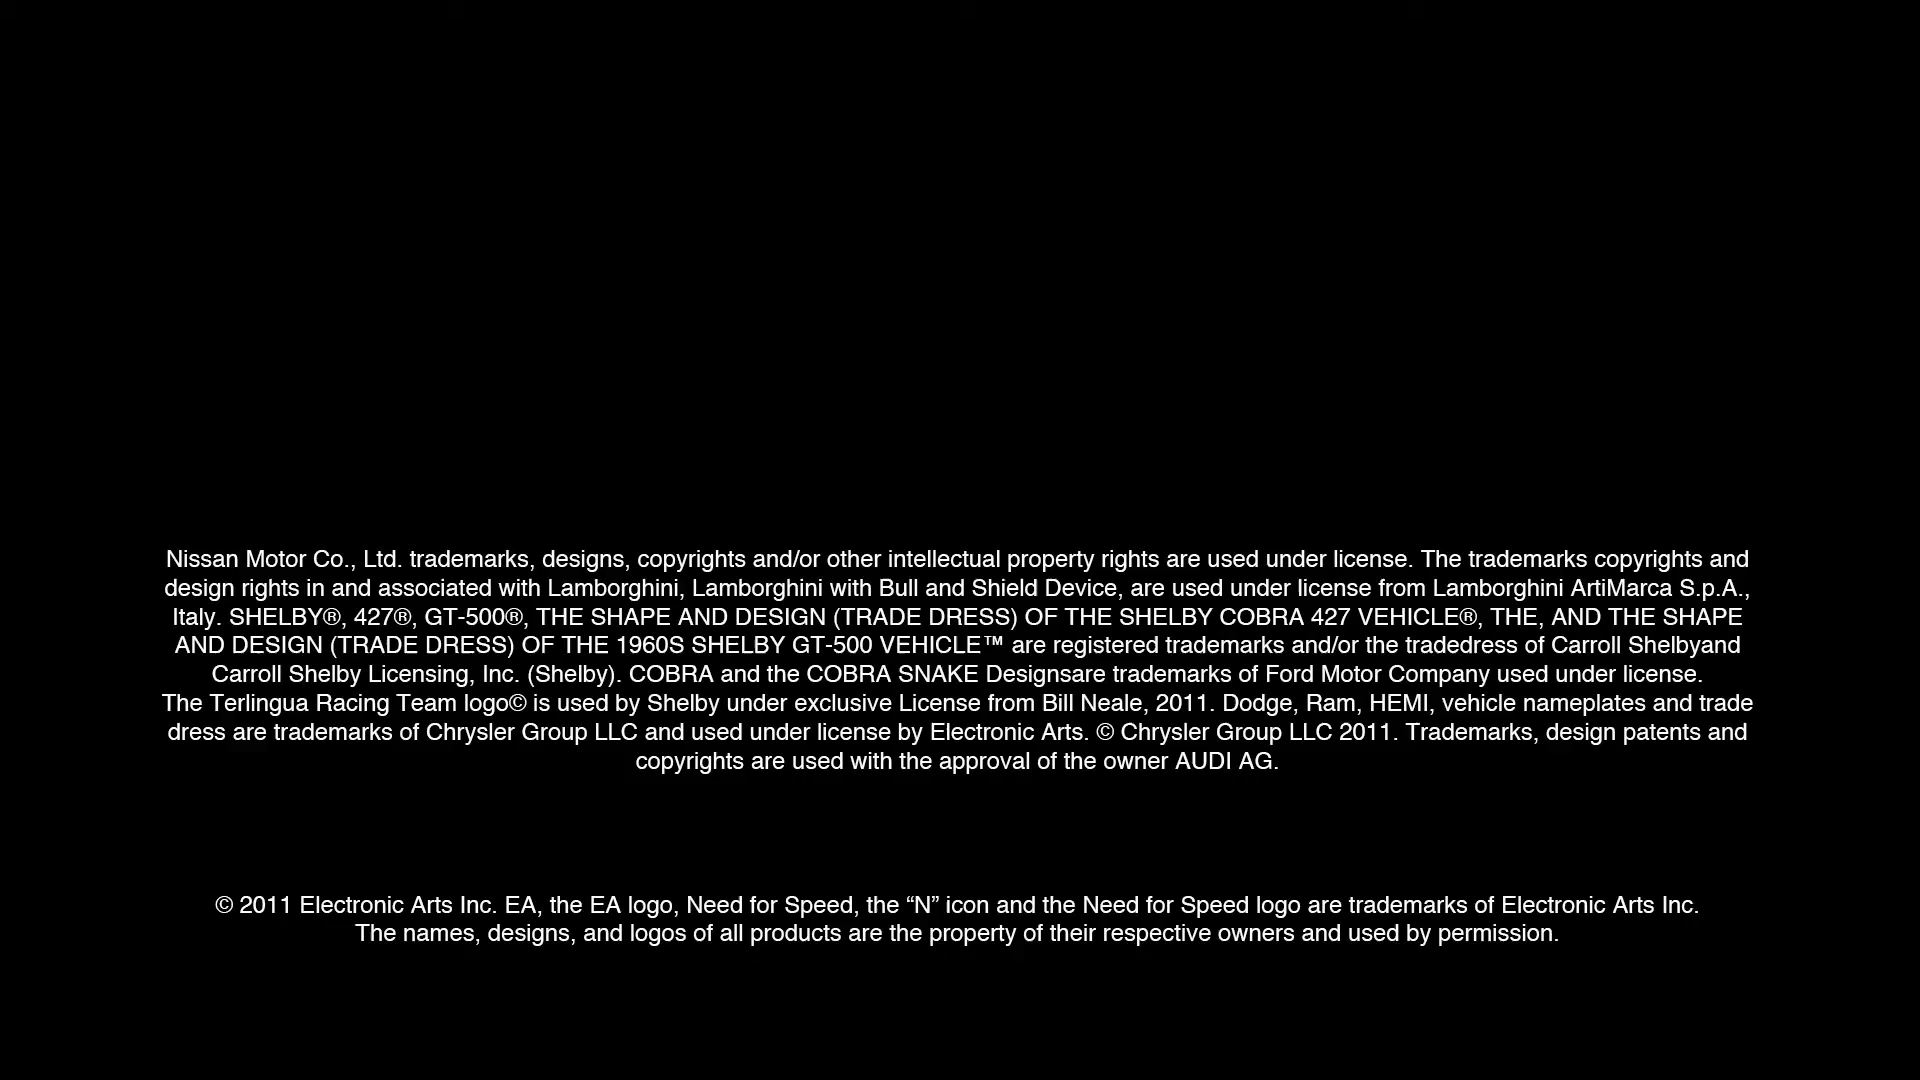 Nissan Motor Co., Ltd. trademarks, designs, copyrights and/or other intellectual property rights are used under license. The trademarks copyrights and
design rights in and associated with Lamborghini, Lamborghini with Bull and Shield Device, are used under license from Lamborghini ArtiMarca S.p.A.,
Italy. SHELBY®, 427®, GT-500®, THE SHAPE AND DESIGN (TRADE DRESS) OF THE SHELBY COBRA 427 VEHICLE®, THE, AND THE SHAPE
AND DESIGN (TRADE DRESS) OF THE 1960S SHELBY GT-500 VEHICLE™ are registered trademarks and/or the tradedress of Carroll Shelbyand
Carroll Shelby Licensing, Inc. (Shelby). COBRA and the COBRA SNAKE Designsare trademarks of Ford Motor Company used under license.
The Terlingua Racing Team logo© is used by Shelby under exclusive License from Bill Neale, 2011. Dodge, Ram, HEMI, vehicle nameplates and trade
dress are trademarks of Chrysler Group LLC and used under license by Electronic Arts. © Chrysler Group LLC 2011. Trademarks, design patents and
copyrights are used with the approval of the owner AUDI AG.
© 2011 Electronic Arts Inc. EA, the EA logo, Need for Speed, the “N” icon and the Need for Speed logo are trademarks of Electronic Arts Inc.
The names, designs, and logos of all products are the property of their respective owners and used by permission.